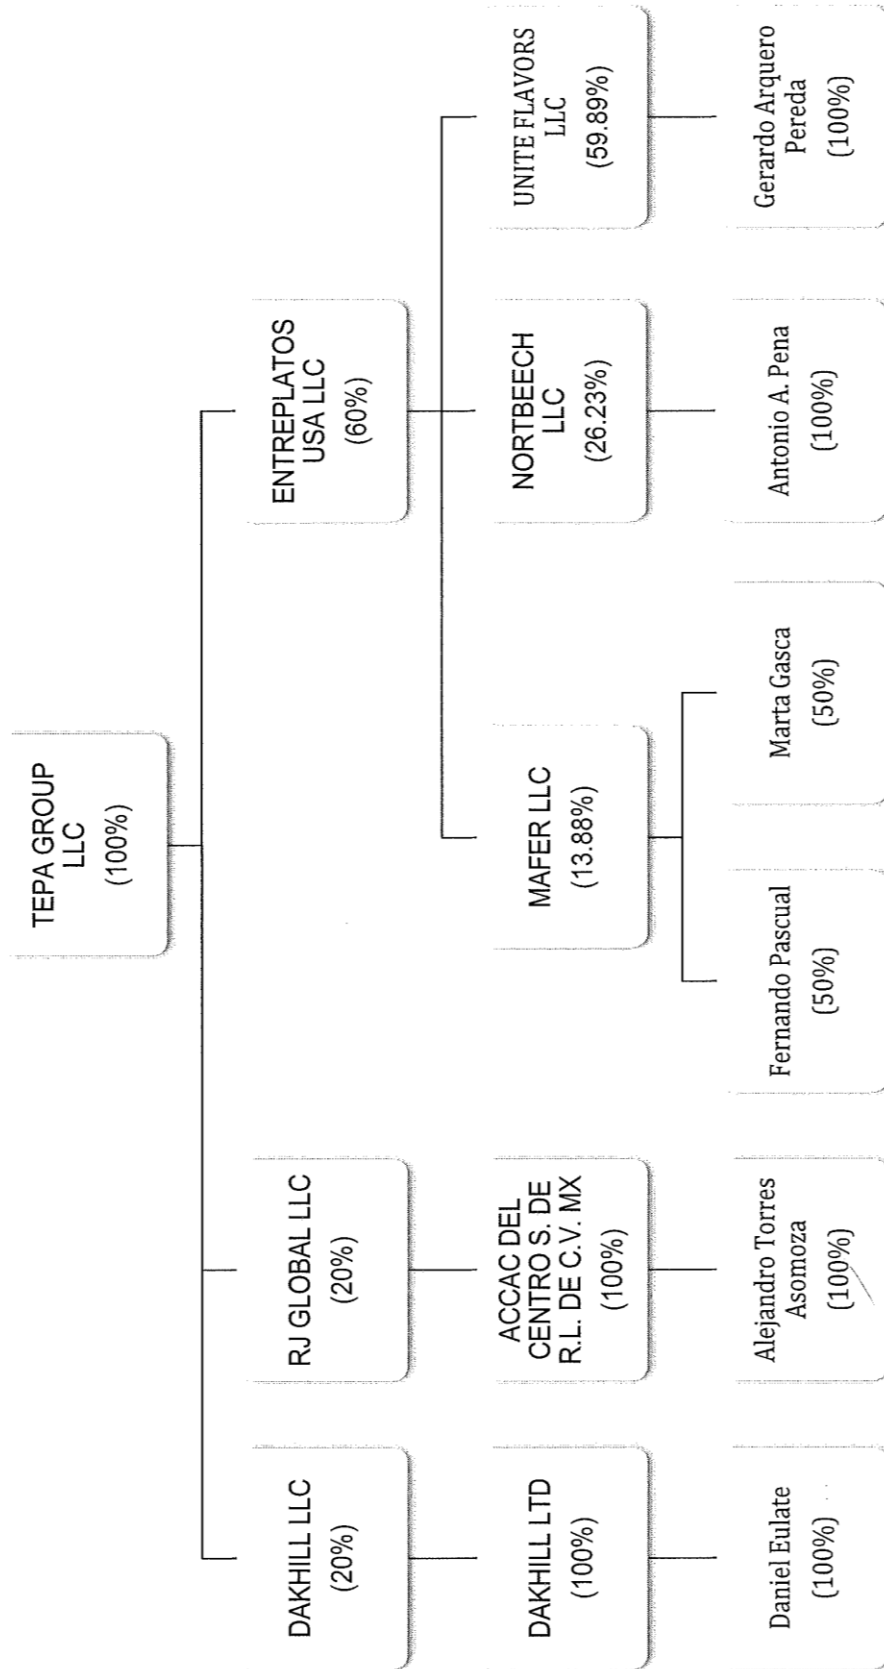 TEPA GROUP
LLC
(100%)
DAKHILL LLC
(20%)
RJ GLOBAL LLC
(20%)
ENTREPLATOS
USA LLC
(60%)
DAKHILL LTD
(100%)
ACCAC DEL
CENTRO S. DE
R.L. DE C.V. MX
(100%)
MAFER LLC
(13.88%)
NORTBEECH
LLC
(26.23%)
UNITE FLAVORS
LLC
(59.89%)
Daniel Eulate
(100%)
Alejandro Torres
Asomoza
(100%)
Fernando Pascual
(50%)
Marta Gasca
(50%)
Antonio A. Pena
(100%)
Gerardo Arquero
Pereda
(100%)